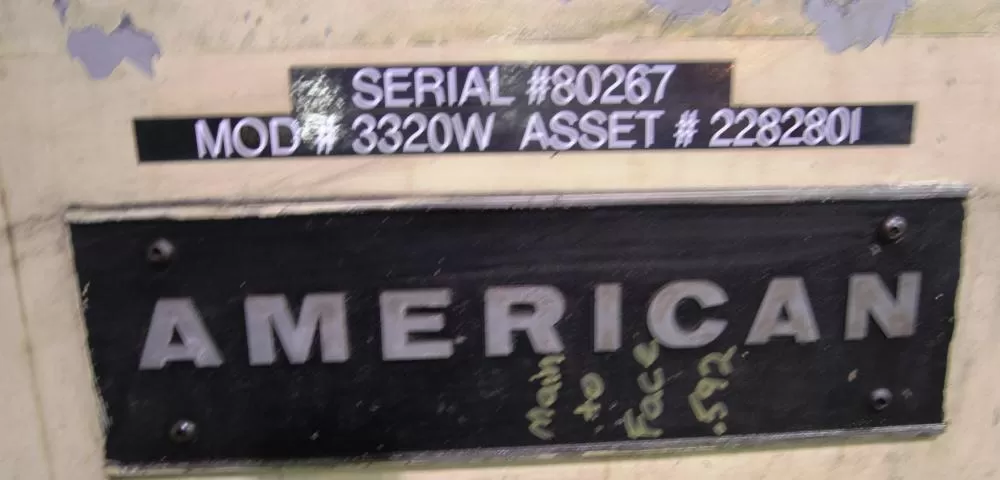 SERIAL #80267
MOD # 3320W ASSET # 2282801
AMERICAN
Main
to
Face
.592